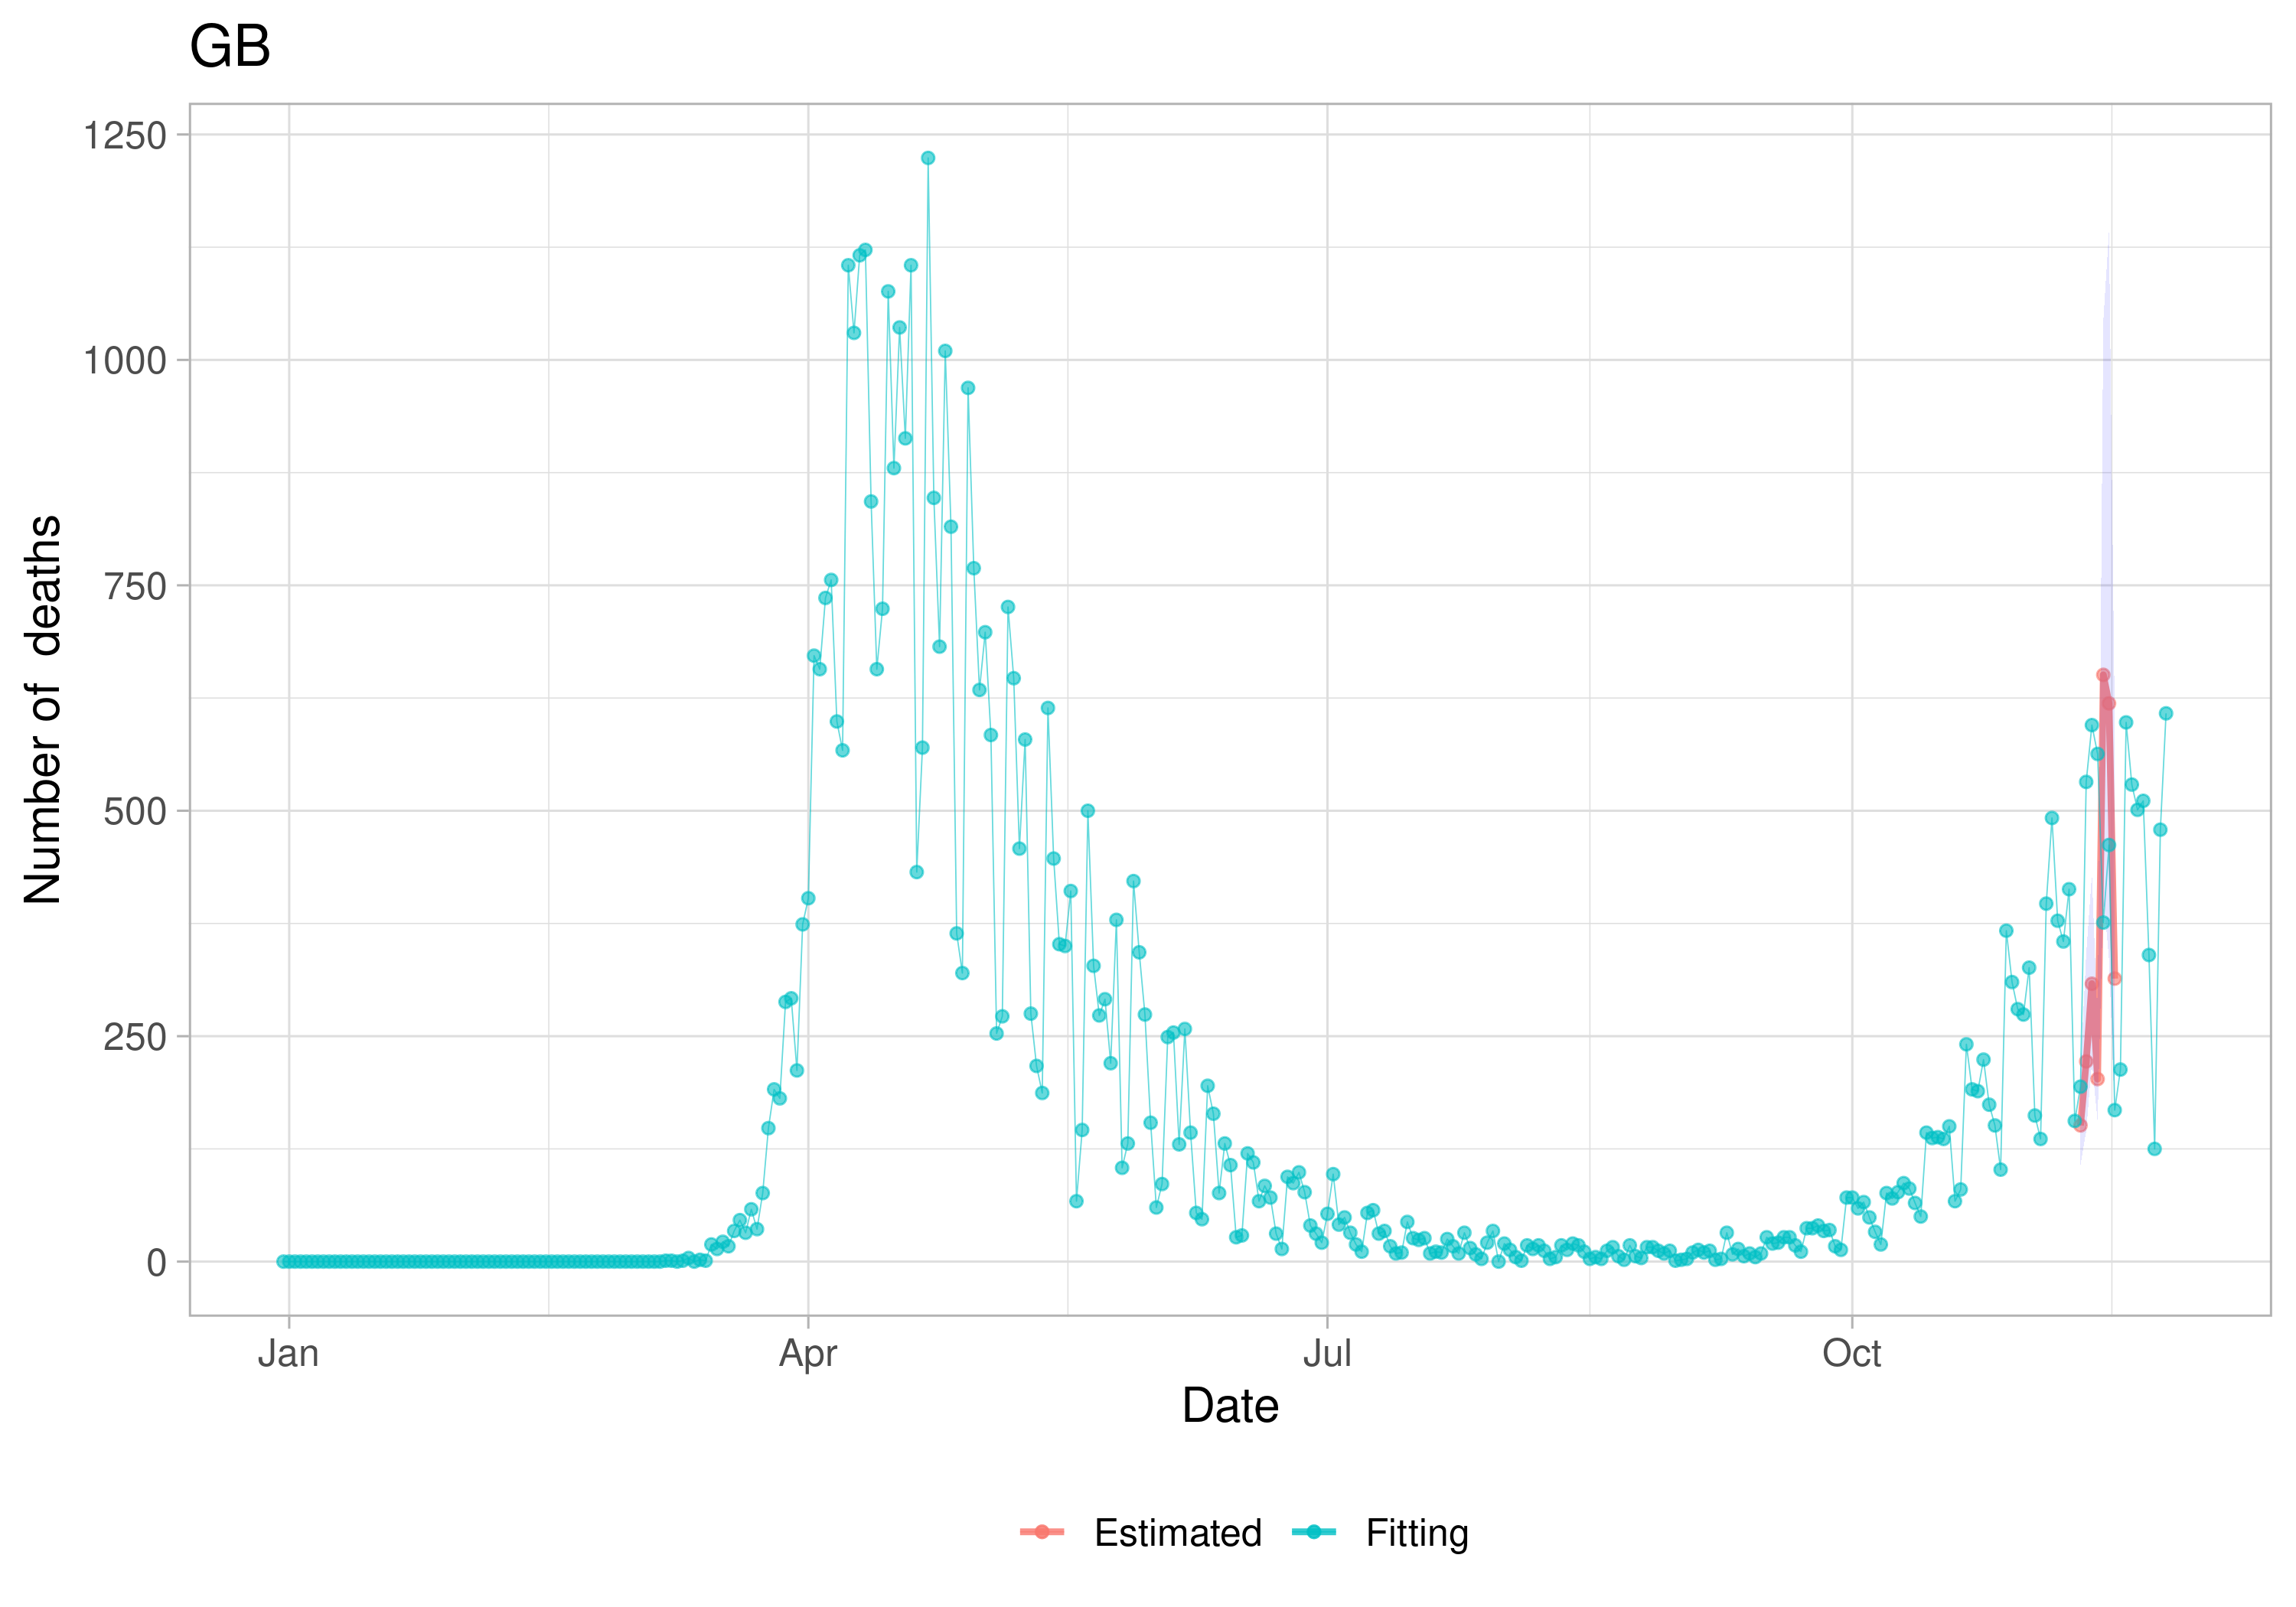 GB
1250
1000
750
500
250
0
Number of deaths
Jan Apr Jul Oct
Date
Estimated Fitting